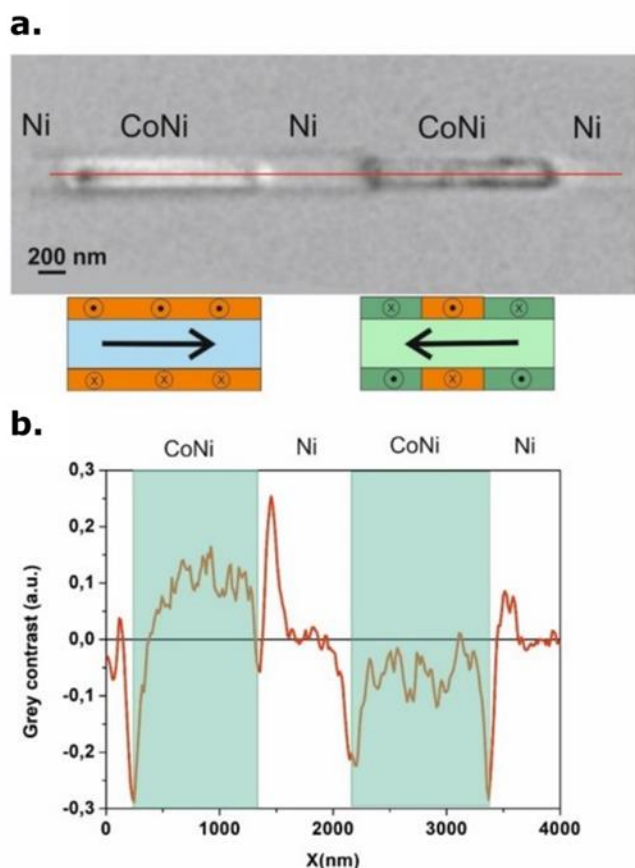 a.
Ni CoNi Ni CoNi Ni
200 nm
x x
x x x x
b.
CoNi Ni CoNi Ni
0,3
0,2
0,1
0,0
-0,1
-0,2
-0,3
Grey contrast (a.u.)
0 1000 2000 3000 4000
X(nm)